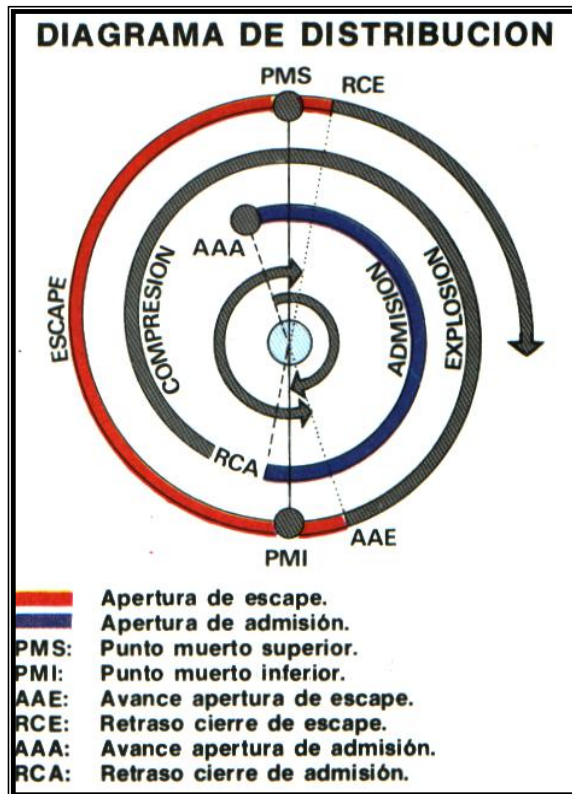 DIAGRAMA DE DISTRIBUCION
PMS
RCE
AAA
ESCAPE
COMPRESION
ADMISION
EXPLOSION
RCA
AAE
PMI
Apertura de escape.
Apertura de admisión.
PMS: Punto muerto superior.
PMI: Punto muerto inferior.
AAE: Avance apertura de escape.
RCE: Retraso cierre de escape.
AAA: Avance apertura de admisión.
RCA: Retraso cierre de admisión.